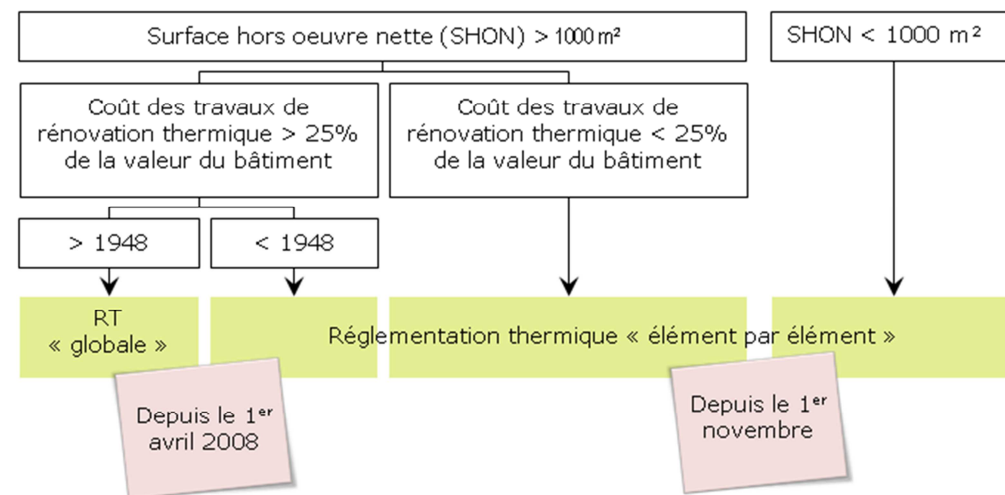 Surface hors oeuvre nette (SHON) > 1000 m²
SHON < 1000 m²
Coût des travaux de
rénovation thermique > 25%
de la valeur du bâtiment
Coût des travaux de
rénovation thermique < 25%
de la valeur du bâtiment
> 1948
< 1948
RT
« globale »
Réglementation thermique « élément par élément »
Depuis le 1er
avril 2008
Depuis le 1er
novembre